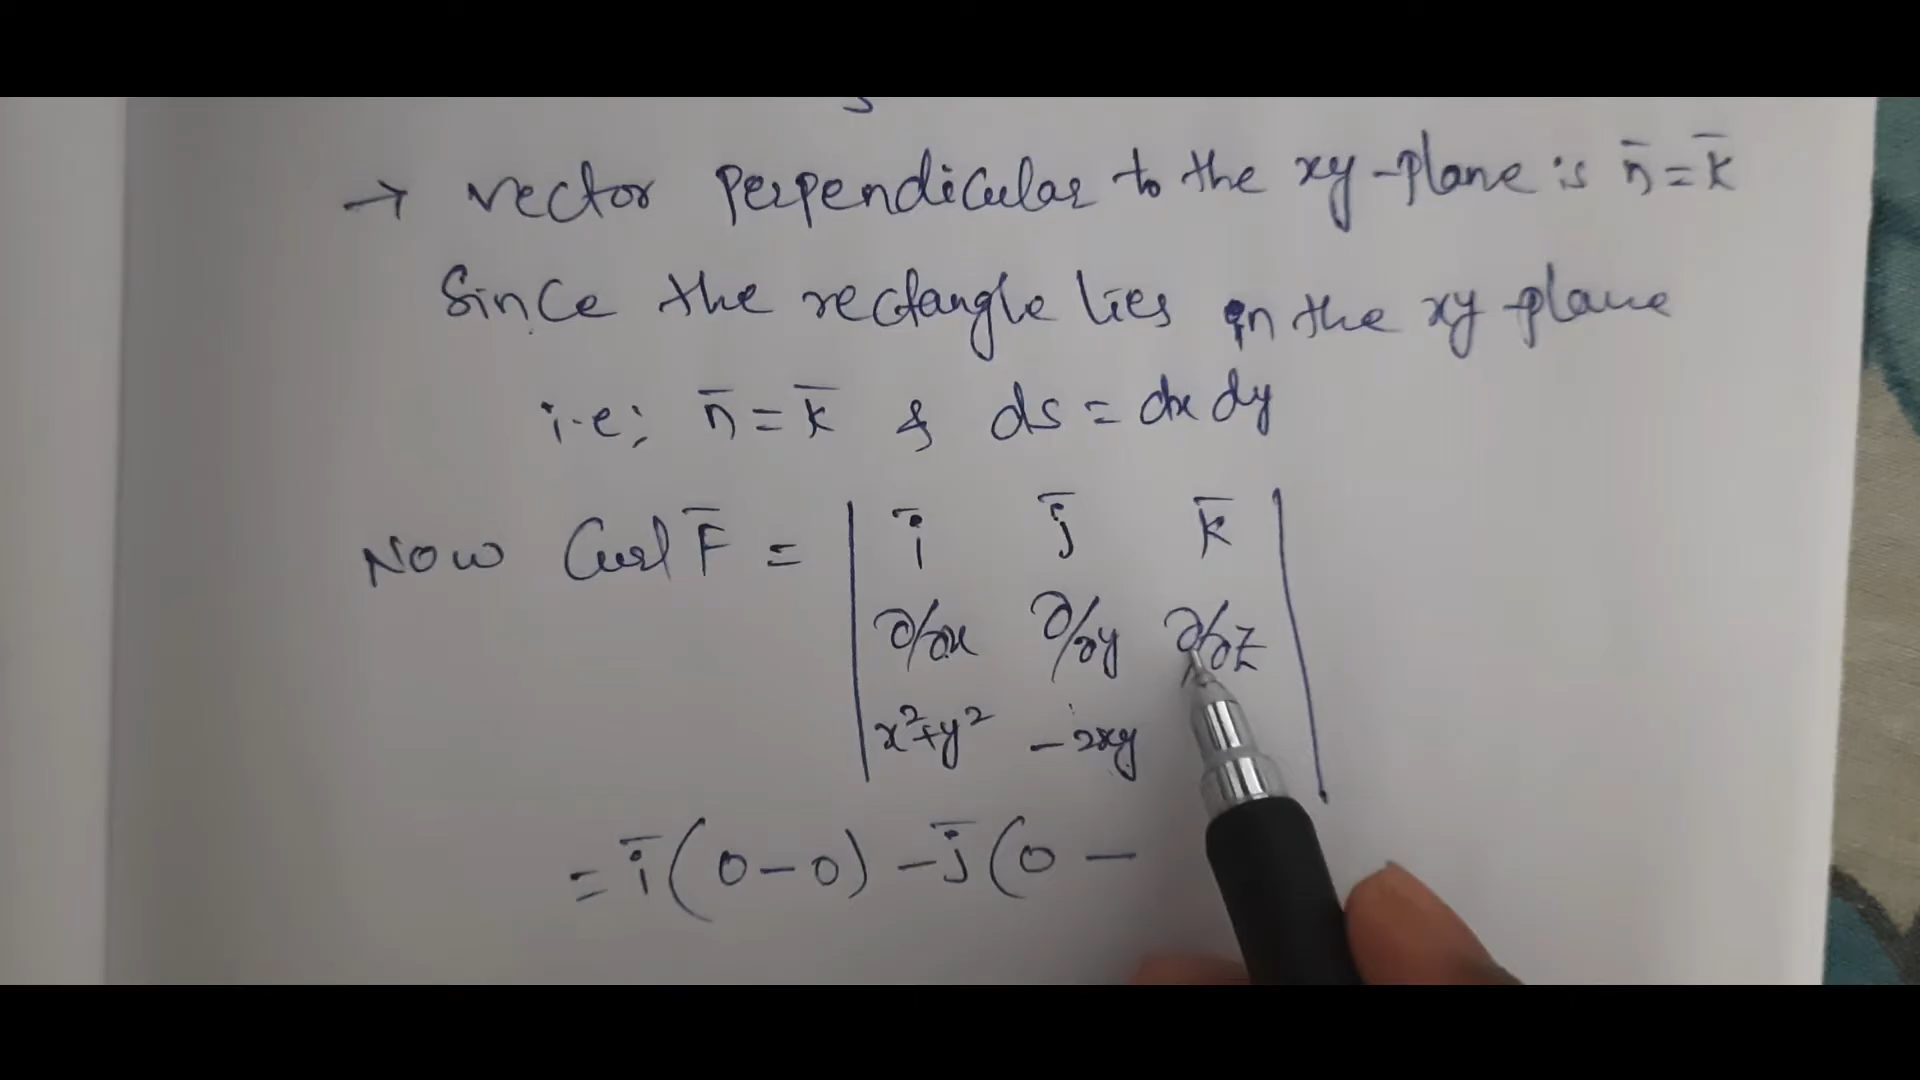 → vector perpendicular to the xy-plane is n̅ = k̅
Since the rectangle lies in the xy plane
i.e; n̅ = k̅ & ds = dx dy
Now Curl F̅ = | i̅ j̅ k̅ |
∂/∂x ∂/∂y ∂/∂z
x²+y² -2xy
= i̅(0-0) - j̅(0 -